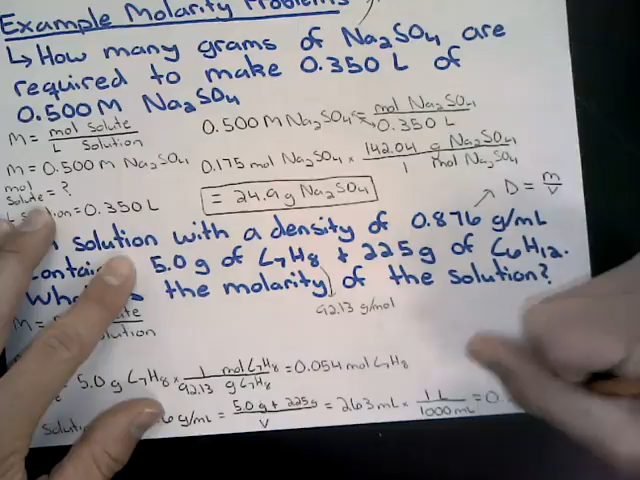 Example Molarity Problems
↳ How many grams of Na₂SO₄ are
required to make 0.350 L of
0.500 M Na₂SO₄
M = mol solute / L solution
0.500 M Na₂SO₄ = mol Na₂SO₄ / 0.350 L
M = 0.500 M Na₂SO₄
0.175 mol Na₂SO₄ × 142.04 g Na₂SO₄ / 1 mol Na₂SO₄
mol solute = ?
= 24.9 g Na₂SO₄
D = m/V
= 0.350 L
solution with a density of 0.876 g/mL
5.0 g of C₇H₈ + 225 g of C₆H₁₂.
the molarity of the solution?
92.13 g/mol
M =
5.0 g C₇H₈ × 1 mol C₇H₈ / 92.13 g C₇H₈ = 0.054 mol C₇H₈
g/mL = 5.0 g + 225 g / V = 263 mL × 1 L / 1000 mL = 0.